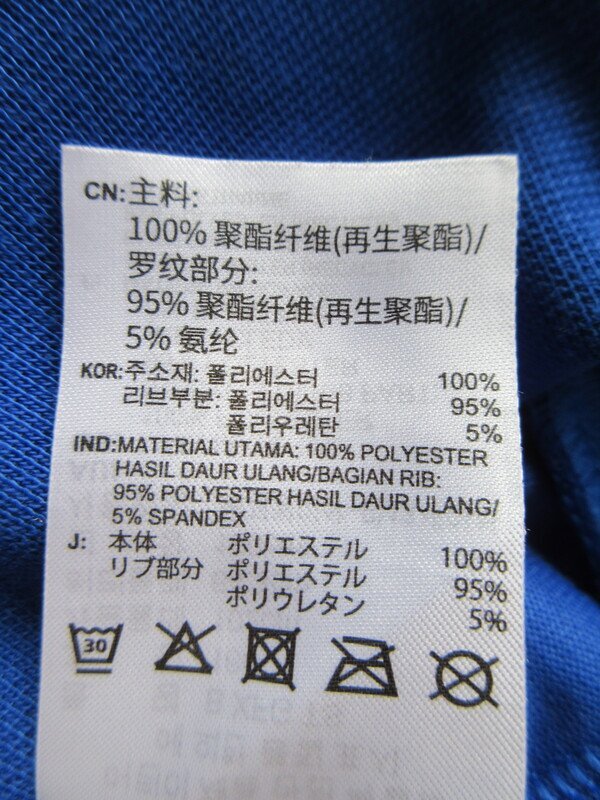 CN:主料:
100% 聚酯纤维(再生聚酯)/
罗纹部分:
95% 聚酯纤维(再生聚酯)/
5% 氨纶
KOR:주소재: 폴리에스터 100%
리브부분: 폴리에스터 95%
폴리우레탄 5%
IND:MATERIAL UTAMA: 100% POLYESTER
HASIL DAUR ULANG/BAGIAN RIB:
95% POLYESTER HASIL DAUR ULANG/
5% SPANDEX
J: 本体 ポリエステル 100%
リブ部分 ポリエステル 95%
ポリウレタン 5%
30